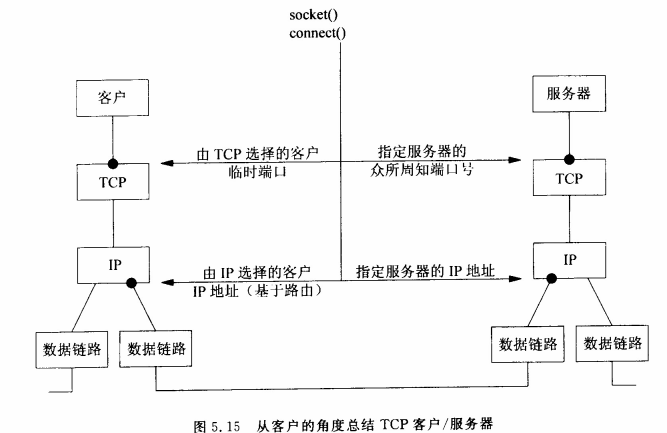 socket()
connect()
客户
服务器
由 TCP 选择的客户
临时端口
指定服务器的
众所周知端口号
TCP
TCP
IP
IP
由 IP 选择的客户
IP 地址（基于路由）
指定服务器的 IP 地址
数据链路
数据链路
数据链路
数据链路
图 5.15 从客户的角度总结 TCP 客户/服务器